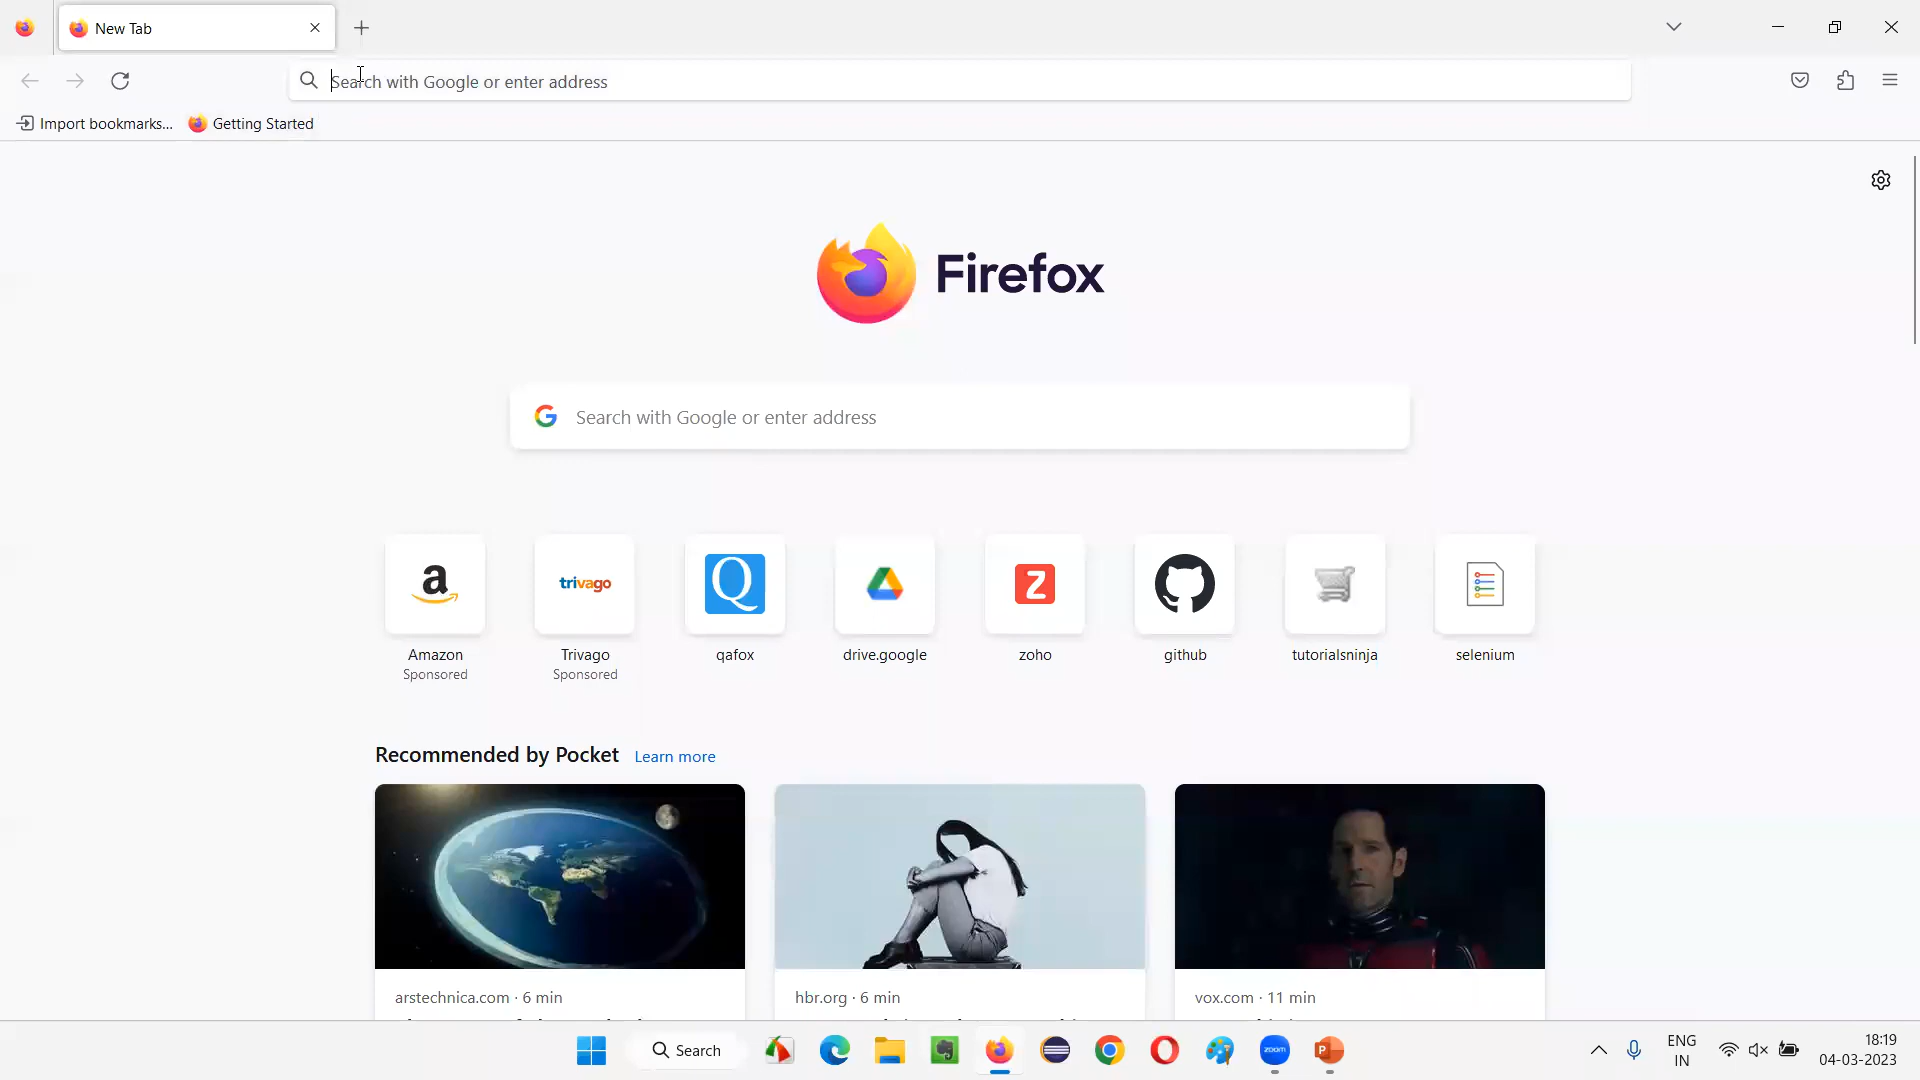 New Tab
Search with Google or enter address
Import bookmarks...
Getting Started
Firefox
Search with Google or enter address
trivago
Amazon
Sponsored
Trivago
Sponsored
qafox
drive.google
zoho
github
tutorialsninja
selenium
Recommended by Pocket Learn more
arstechnica.com · 6 min
hbr.org · 6 min
vox.com · 11 min
Search
zoom
ENG
IN
18:19
04-03-2023